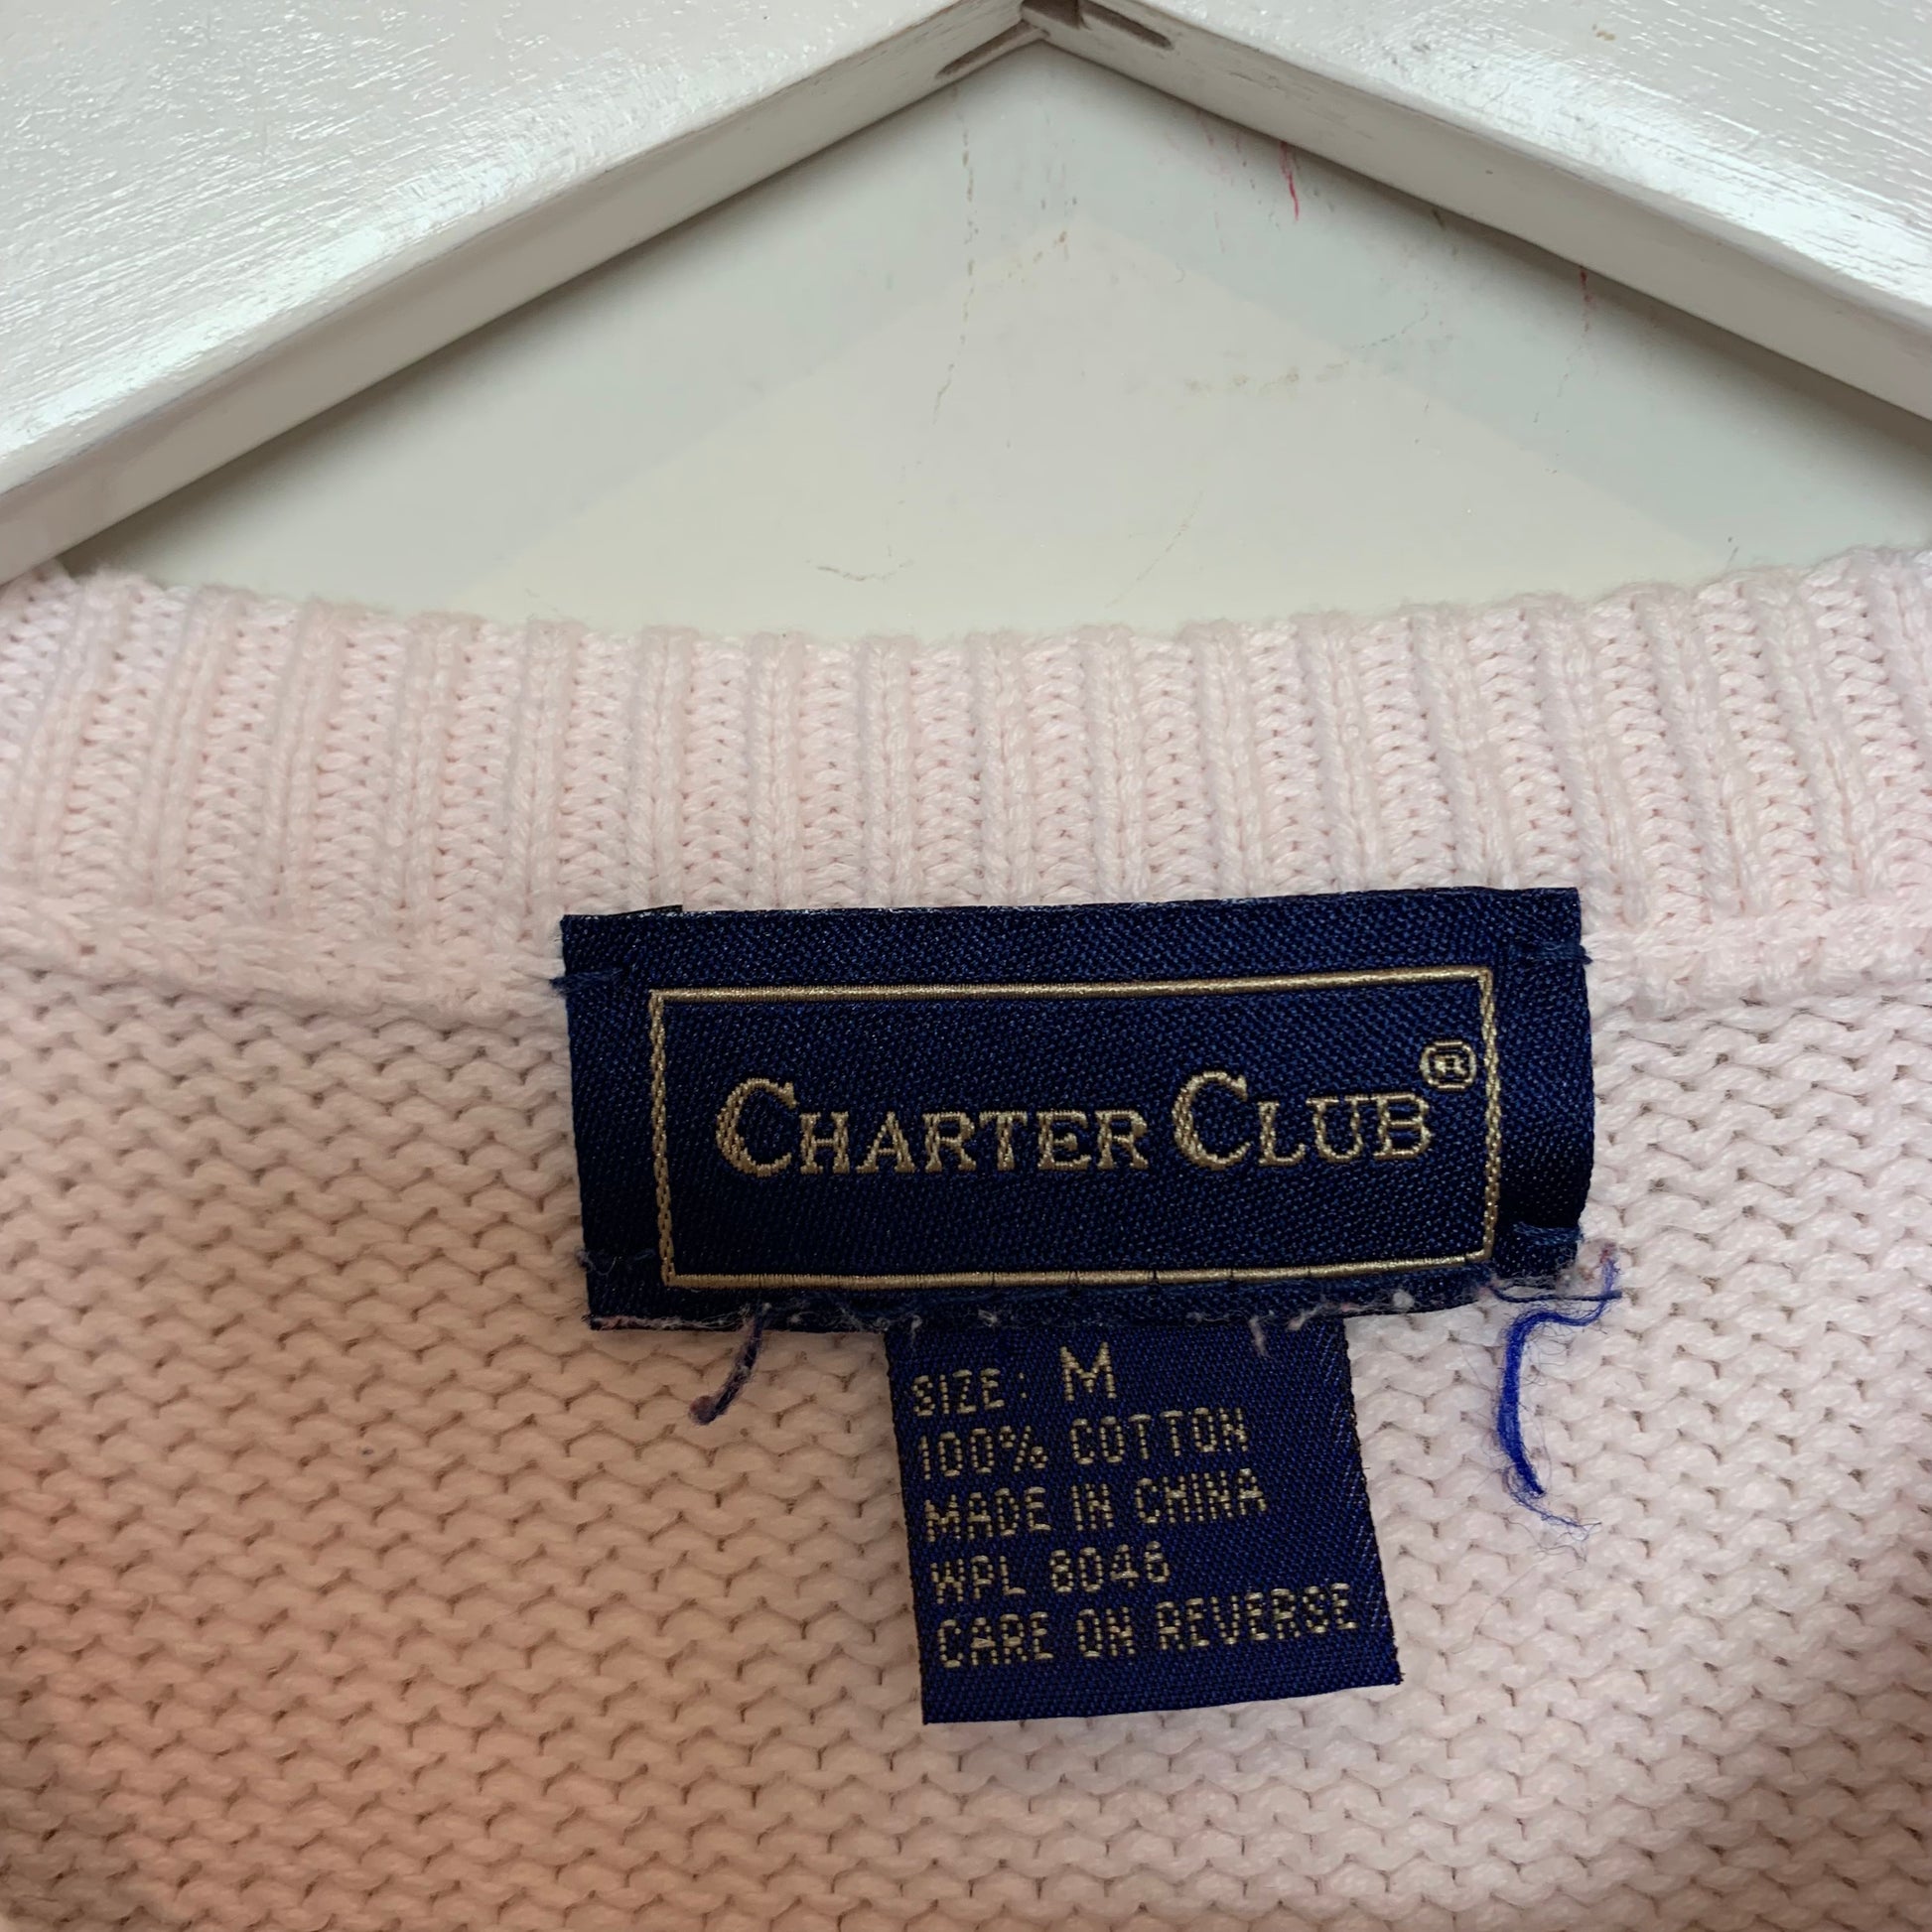 CHARTER CLUB®
SIZE: M
100% COTTON
MADE IN CHINA
WPL 8046
CARE ON REVERSE